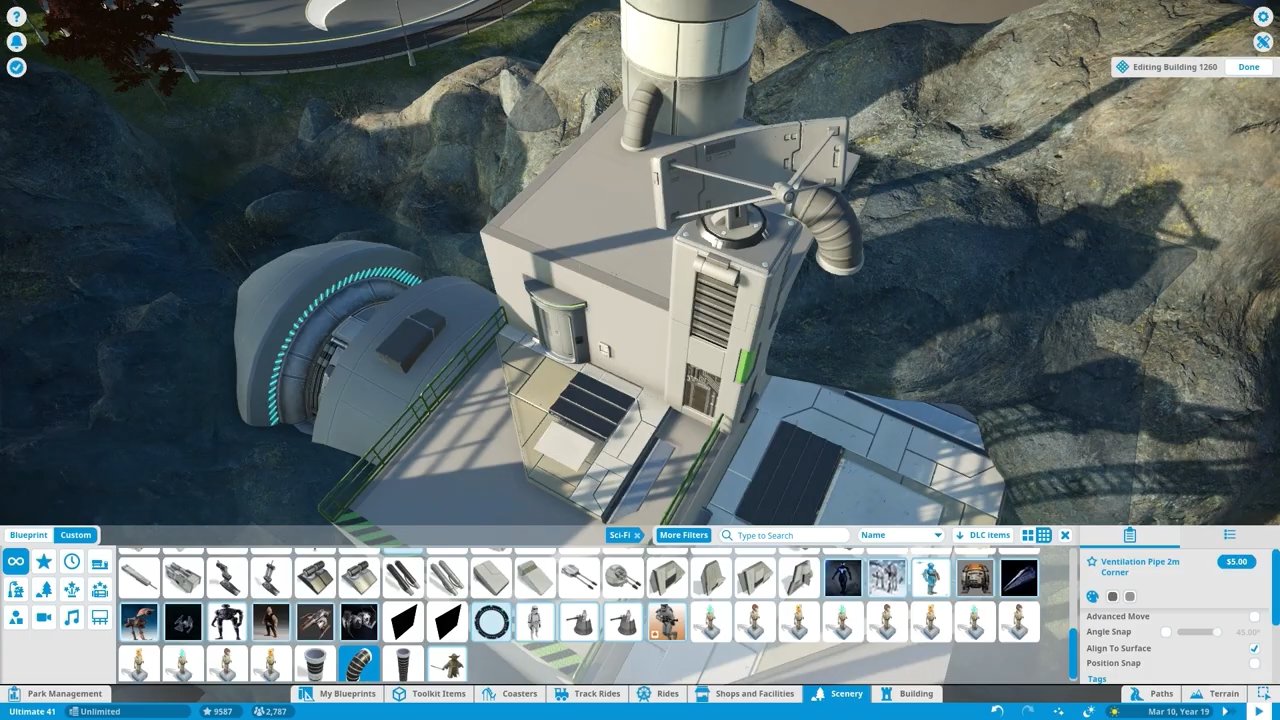 ?
Editing Building 1260
Done
Blueprint
Custom
Sci-Fi ×
More Filters
Type to Search
Name
DLC items
Ventilation Pipe 2m
Corner
$5.00
Advanced Move
Angle Snap
45.00°
Align To Surface
Position Snap
Tags
Park Management
My Blueprints
Toolkit Items
Coasters
Track Rides
Rides
Shops and Facilities
Scenery
Building
Paths
Terrain
Ultimate 41
Unlimited
9587
2,787
Mar 10, Year 19